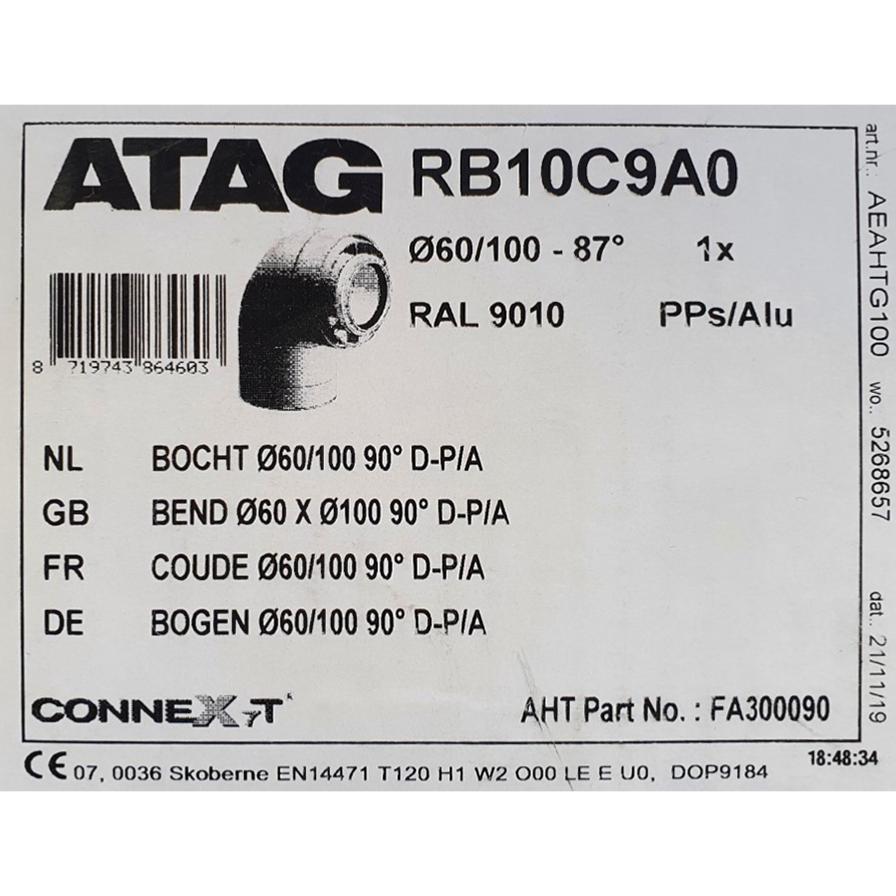 ATAG RB10C9A0
Ø60/100 - 87° 1x
RAL 9010 PPs/Alu
8 719743 864603
NL BOCHT Ø60/100 90° D-P/A
GB BEND Ø60 X Ø100 90° D-P/A
FR COUDE Ø60/100 90° D-P/A
DE BOGEN Ø60/100 90° D-P/A
CONNEXT AHT Part No. : FA300090
CE 07, 0036 Skoberne EN14471 T120 H1 W2 O00 LE E U0, DOP9184
18:48:34
art.nr.. AEAHTG100 wo.. 5268657 dat.. 21/11/19